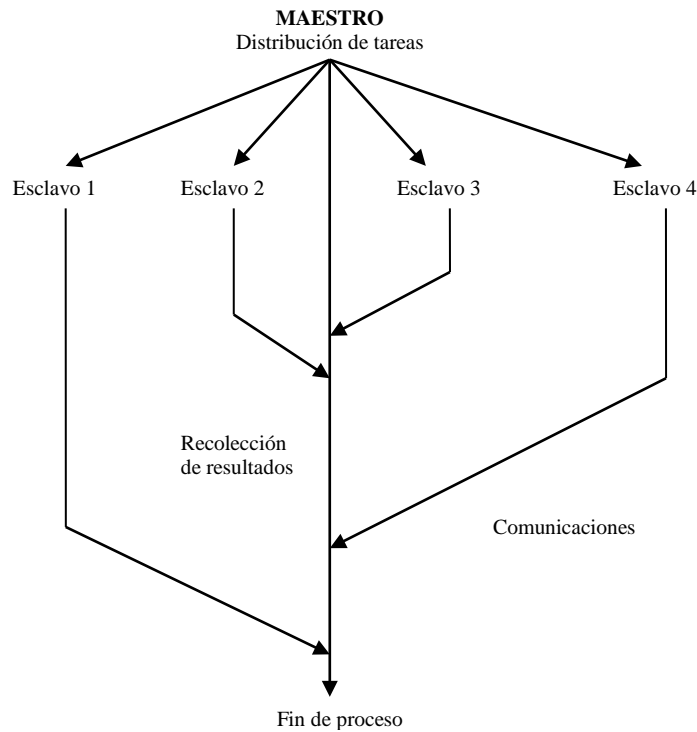 MAESTRO
Distribución de tareas
Esclavo 1
Esclavo 2
Esclavo 3
Esclavo 4
Recolección
de resultados
Comunicaciones
Fin de proceso